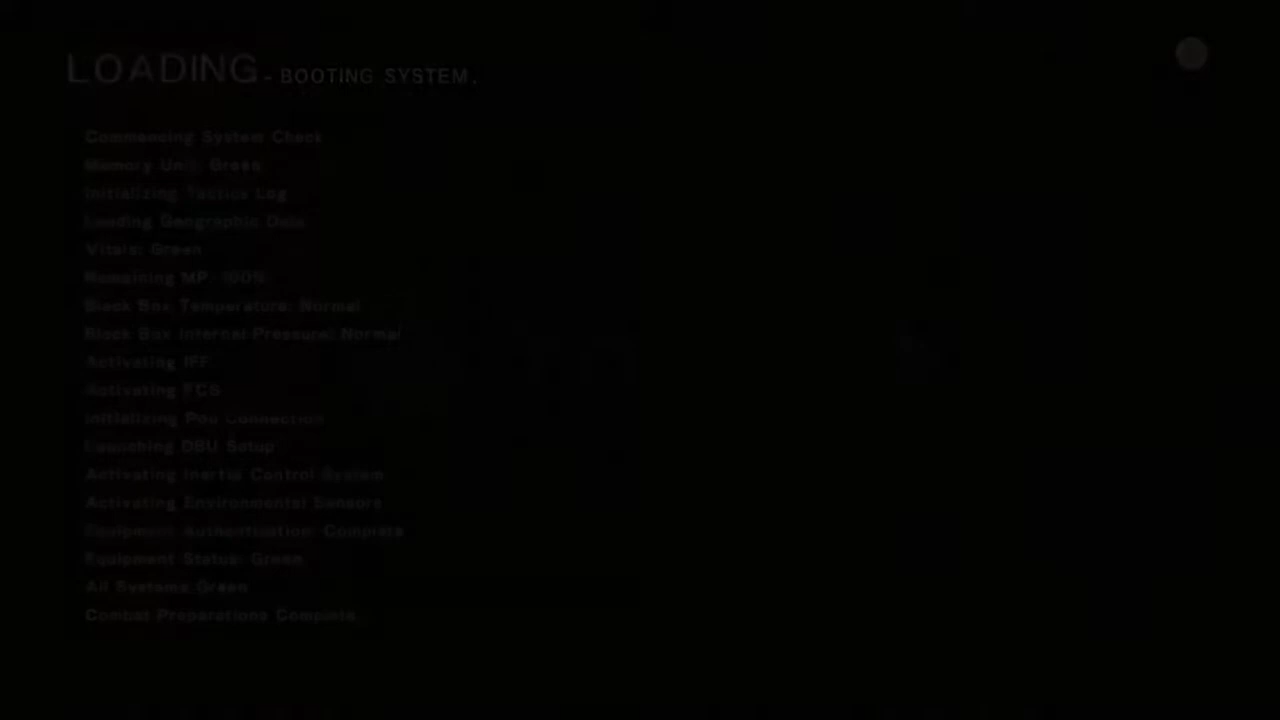 LOADING - BOOTING SYSTEM.
Commencing System Check
Memory Unit: Green
Initializing Tactics Log
Loading Geographic Data
Vitals: Green
Remaining MP: 100%
Black Box Temperature: Normal
Black Box Internal Pressure: Normal
Activating IFF
Activating FCS
Initializing Pod Connection
Launching DBU Setup
Activating Inertia Control System
Activating Environmental Sensors
Equipment Authentication: Complete
Equipment Status: Green
All Systems Green
Combat Preparations Complete